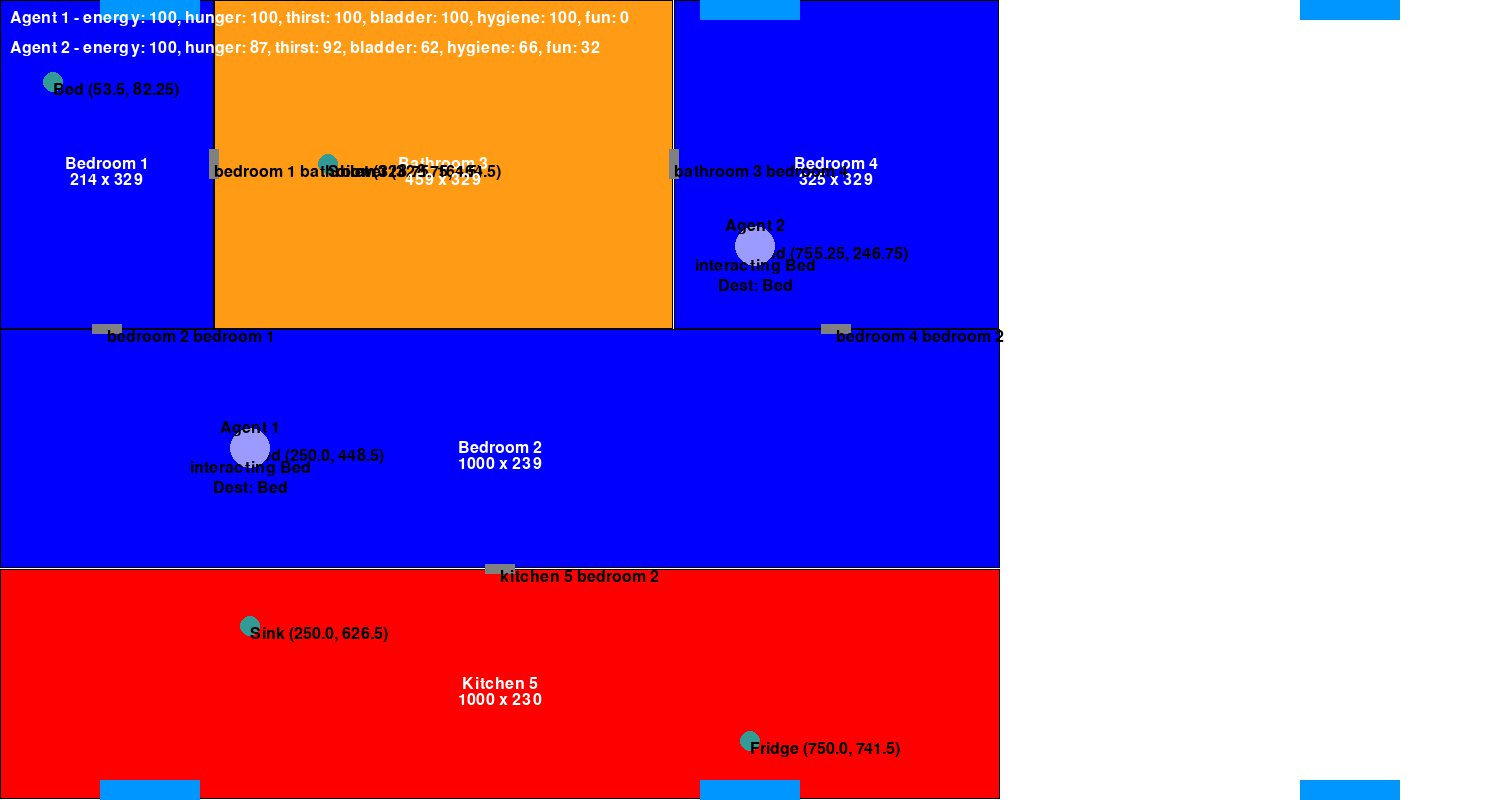 Agent 1 - energy: 100, hunger: 100, thirst: 100, bladder: 100, hygiene: 100, fun: 0
Agent 2 - energy: 100, hunger: 87, thirst: 92, bladder: 62, hygiene: 66, fun: 32
Bed (53.5, 82.25)
Bedroom 1
214 x 329
Bathroom 3
459 x 329
Bedroom 4
325 x 329
bedroom 1
bathroom 3 bedroom 4
Agent 2
(755.25, 246.75)
interacting Bed
Dest: Bed
bedroom 2 bedroom 1
bedroom 4 bedroom 2
Agent 1
(250.0, 448.5)
interacting Bed
Dest: Bed
Bedroom 2
1000 x 239
kitchen 5 bedroom 2
Sink (250.0, 626.5)
Kitchen 5
1000 x 230
Fridge (750.0, 741.5)